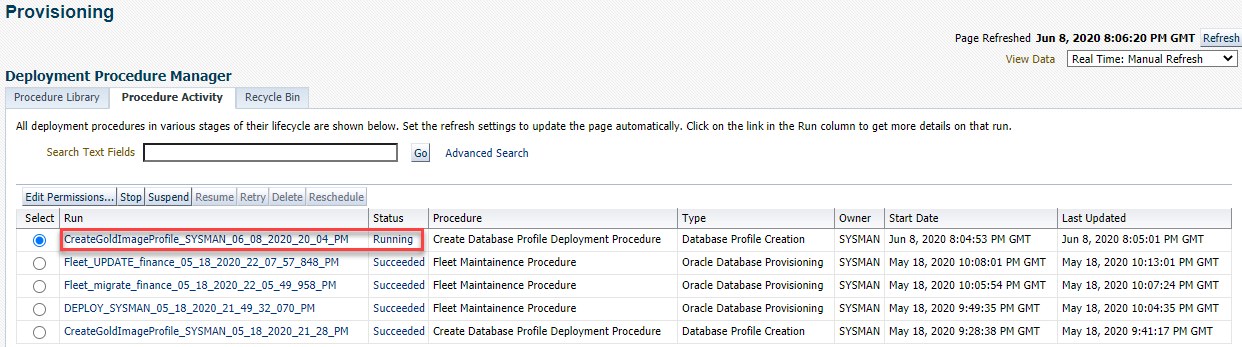 Provisioning
Page Refreshed Jun 8, 2020 8:06:20 PM GMT Refresh
View Data Real Time: Manual Refresh
Deployment Procedure Manager
Procedure Library Procedure Activity Recycle Bin
All deployment procedures in various stages of their lifecycle are shown below. Set the refresh settings to update the page automatically. Click on the link in the Run column to get more details on that run.
Search Text Fields Go Advanced Search
Edit Permissions... Stop Suspend Resume Retry Delete Reschedule
Select Run Status Procedure Type Owner Start Date Last Updated
CreateGoldImageProfile_SYSMAN_06_08_2020_20_04_PM Running Create Database Profile Deployment Procedure Database Profile Creation SYSMAN Jun 8, 2020 8:04:53 PM GMT Jun 8, 2020 8:05:01 PM GMT
Fleet_UPDATE_finance_05_18_2020_22_07_57_848_PM Succeeded Fleet Maintainence Procedure Oracle Database Provisioning SYSMAN May 18, 2020 10:08:01 PM GMT May 18, 2020 10:13:01 PM GMT
Fleet_migrate_finance_05_18_2020_22_05_49_958_PM Succeeded Fleet Maintainence Procedure Oracle Database Provisioning SYSMAN May 18, 2020 10:05:54 PM GMT May 18, 2020 10:07:24 PM GMT
DEPLOY_SYSMAN_05_18_2020_21_49_32_070_PM Succeeded Fleet Maintainence Procedure Oracle Database Provisioning SYSMAN May 18, 2020 9:49:35 PM GMT May 18, 2020 10:04:35 PM GMT
CreateGoldImageProfile_SYSMAN_05_18_2020_21_28_PM Succeeded Create Database Profile Deployment Procedure Database Profile Creation SYSMAN May 18, 2020 9:28:38 PM GMT May 18, 2020 9:41:17 PM GMT